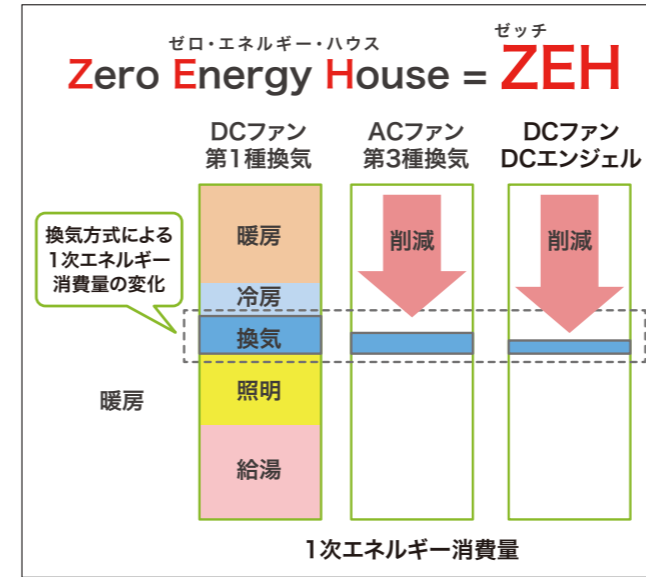 ゼロ・エネルギー・ハウス
ゼッチ
Zero Energy House = ZEH
DCファン
第1種換気
ACファン
第3種換気
DCファン
DCエンジェル
換気方式による
1次エネルギー
消費量の変化
暖房
冷房
換気
照明
給湯
削減
削減
暖房
1次エネルギー消費量